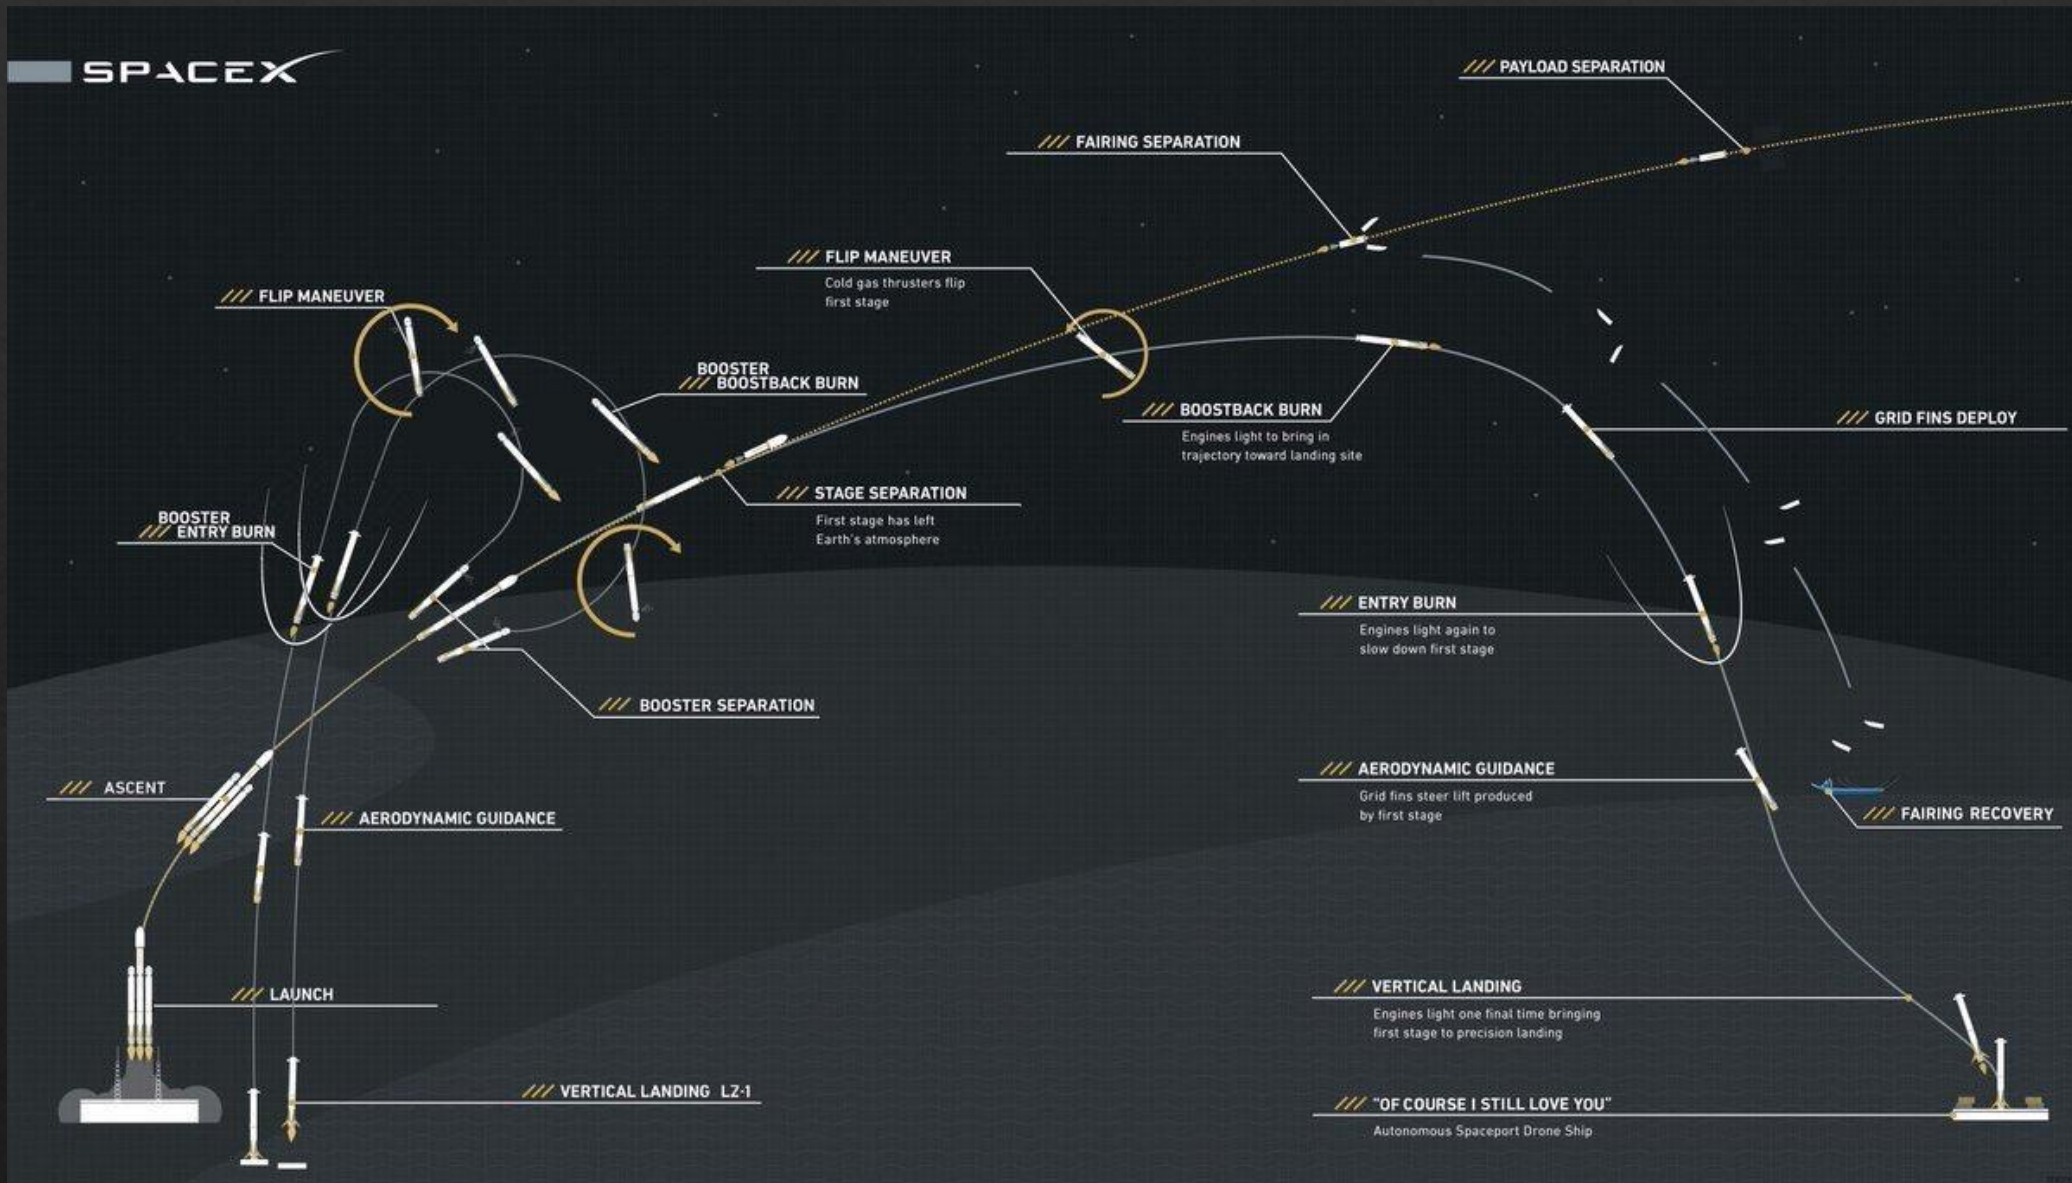 SPACEX
/// PAYLOAD SEPARATION
/// FAIRING SEPARATION
/// FLIP MANEUVER
Cold gas thrusters flip
first stage
/// FLIP MANEUVER
BOOSTER
/// BOOSTBACK BURN
/// BOOSTBACK BURN
Engines light to bring in
trajectory toward landing site
/// GRID FINS DEPLOY
/// STAGE SEPARATION
First stage has left
Earth's atmosphere
BOOSTER
/// ENTRY BURN
/// ENTRY BURN
Engines light again to
slow down first stage
/// BOOSTER SEPARATION
/// AERODYNAMIC GUIDANCE
Grid fins steer lift produced
by first stage
/// ASCENT
/// FAIRING RECOVERY
/// AERODYNAMIC GUIDANCE
/// VERTICAL LANDING
Engines light one final time bringing
first stage to precision landing
/// LAUNCH
/// VERTICAL LANDING LZ-1
/// "OF COURSE I STILL LOVE YOU"
Autonomous Spaceport Drone Ship